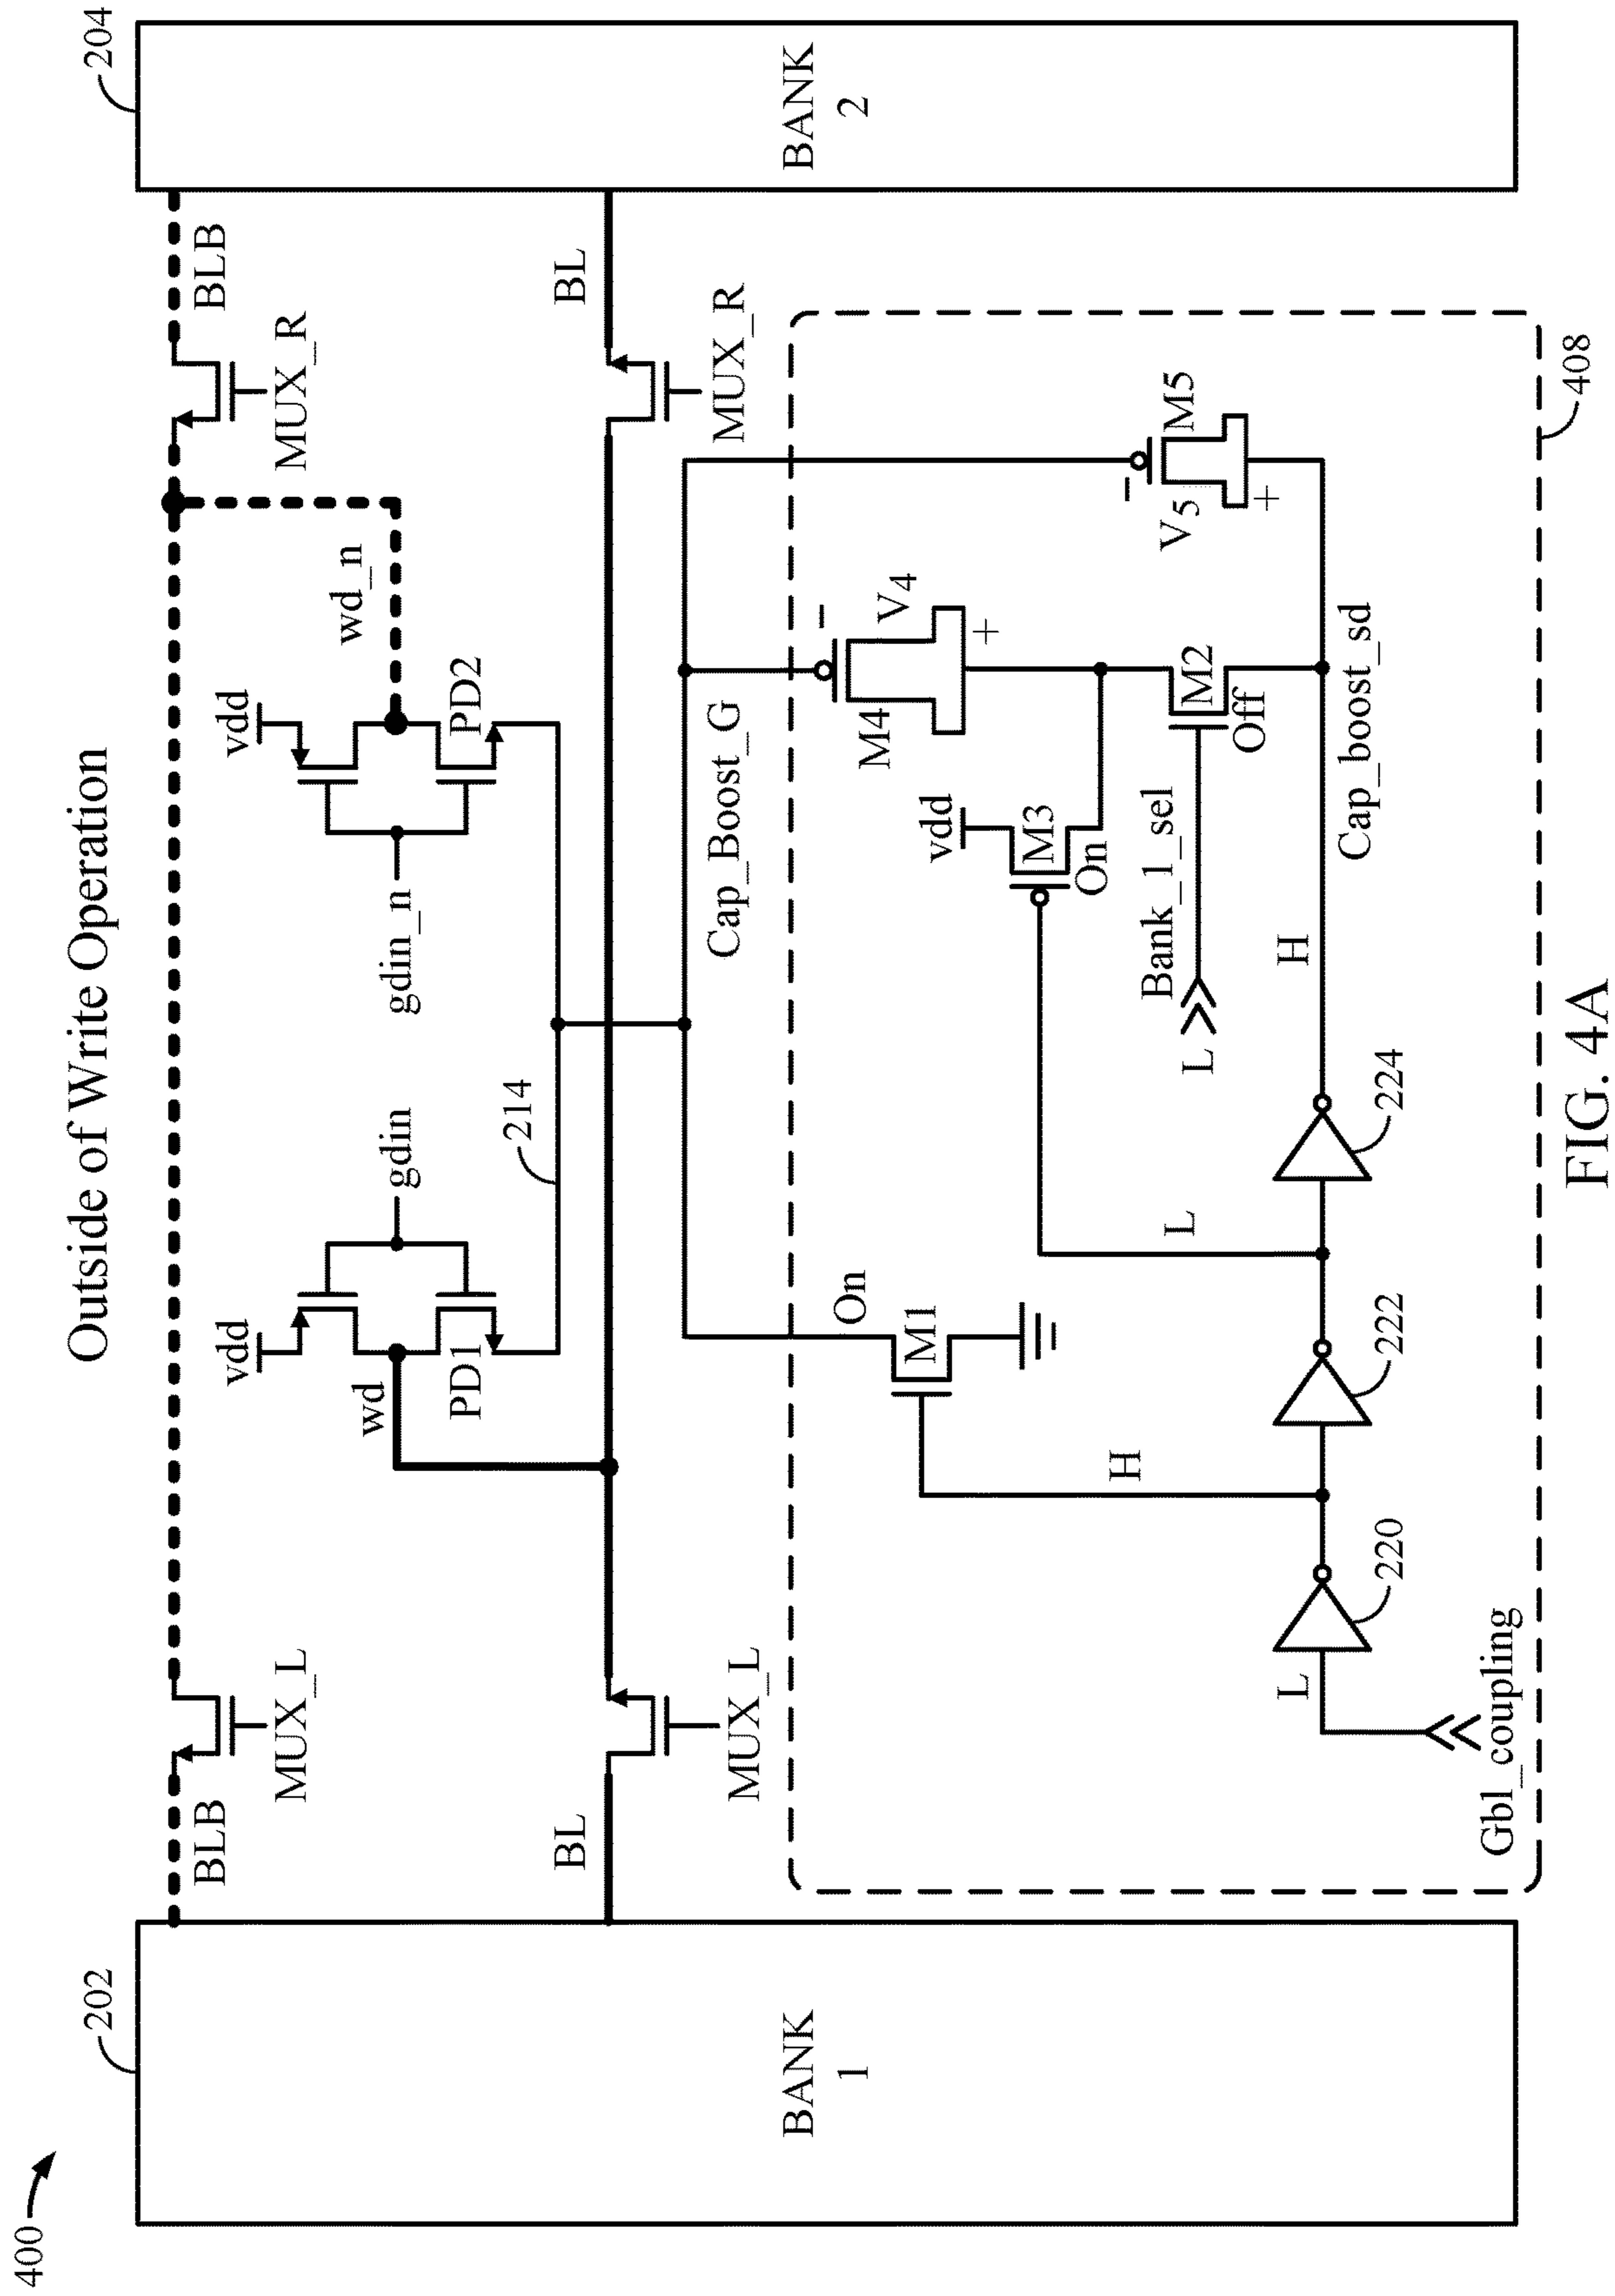 400
Outside of Write Operation
202
204
BLB
MUX_L
MUX_R
BLB
vdd
gdin
vdd
wd_n
wd
PD1
gdin_n
PD2
214
BL
MUX_L
BL
MUX_R
Cap_Boost_G
BANK
1
BANK
2
On
M1
M4
V4
−
+
vdd
M3
On
H
L
Bank_1_sel
L
M2
Off
−
V5
M5
+
L
H
Cap_boost_sd
220
222
224
Gbl_coupling
408
FIG. 4A